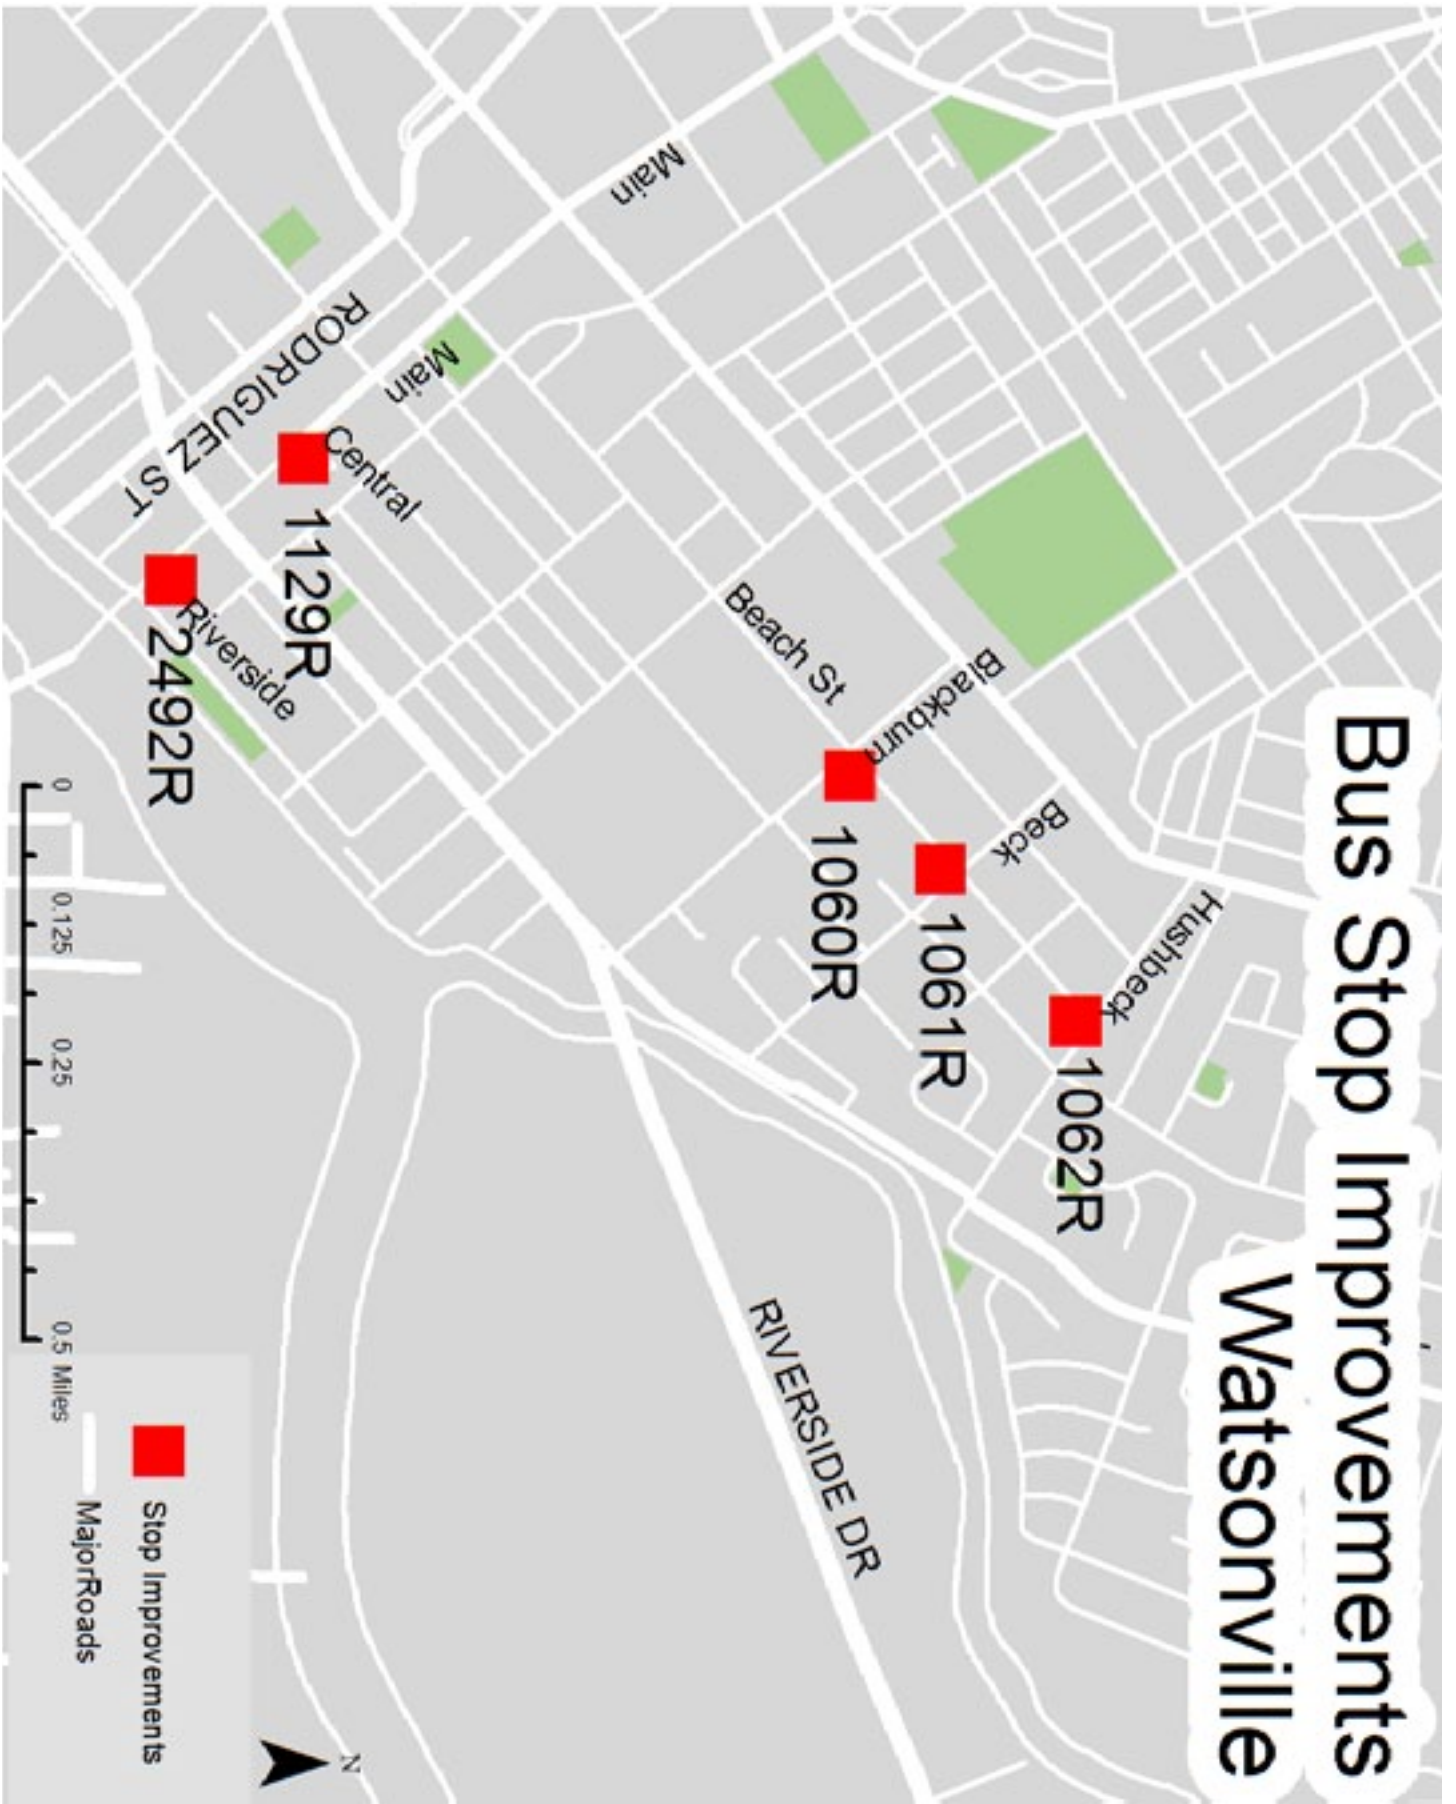 Bus Stop Improvements
Watsonville
Hushbeck
1062R
Beck
1061R
Blackburn
Beach St
1060R
Main
Main
Central
1129R
RODRIGUEZ ST
Riverside
2492R
RIVERSIDE DR
N
Stop Improvements
MajorRoads
0 0.125 0.25 0.5 Miles